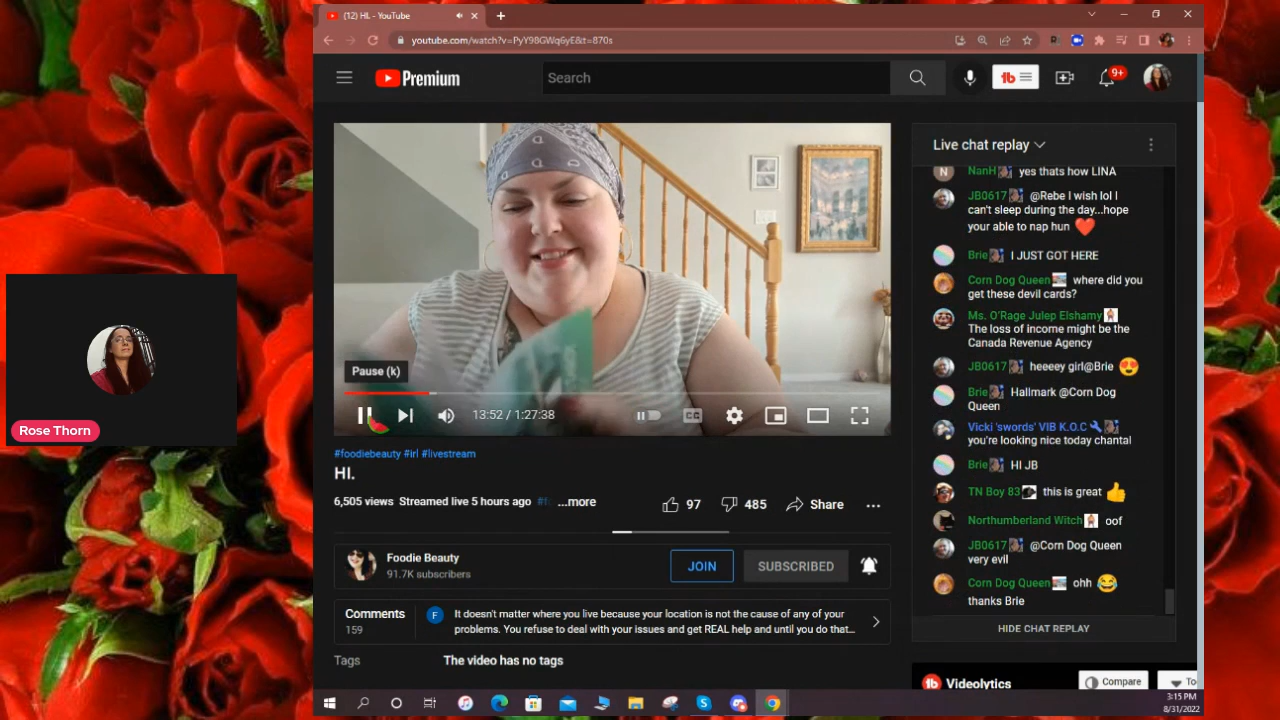 (12) HI. - YouTube
youtube.com/watch?v=PyY98GWq6yE&t=870s
Premium
Search
9+
Live chat replay
N NanH yes thats how LINA
JB0617 @Rebe I wish lol I
can't sleep during the day...hope
your able to nap hun
Brie I JUST GOT HERE
Corn Dog Queen where did you
get these devil cards?
Ms. O'Rage Julep Elshamy
The loss of income might be the
Canada Revenue Agency
JB0617 heeeey girl@Brie
Brie Hallmark @Corn Dog
Queen
Vicki 'swords' VIB K.O.C
you're looking nice today chantal
Brie HI JB
TN Boy 83 this is great
Northumberland Witch oof
JB0617 @Corn Dog Queen
very evil
Corn Dog Queen ohh
thanks Brie
HIDE CHAT REPLAY
Pause (k)
13:52 / 1:27:38
CC
Rose Thorn
#foodiebeauty #irl #livestream
HI.
6,505 views Streamed live 5 hours ago ...more
97
485
Share
Foodie Beauty
91.7K subscribers
JOIN
SUBSCRIBED
Comments
159
F
It doesn't matter where you live because your location is not the cause of any of your
problems. You refuse to deal with your issues and get REAL help and until you do that...
Tags
The video has no tags
tb Videolytics
Compare
To
3:15 PM
8/31/2022